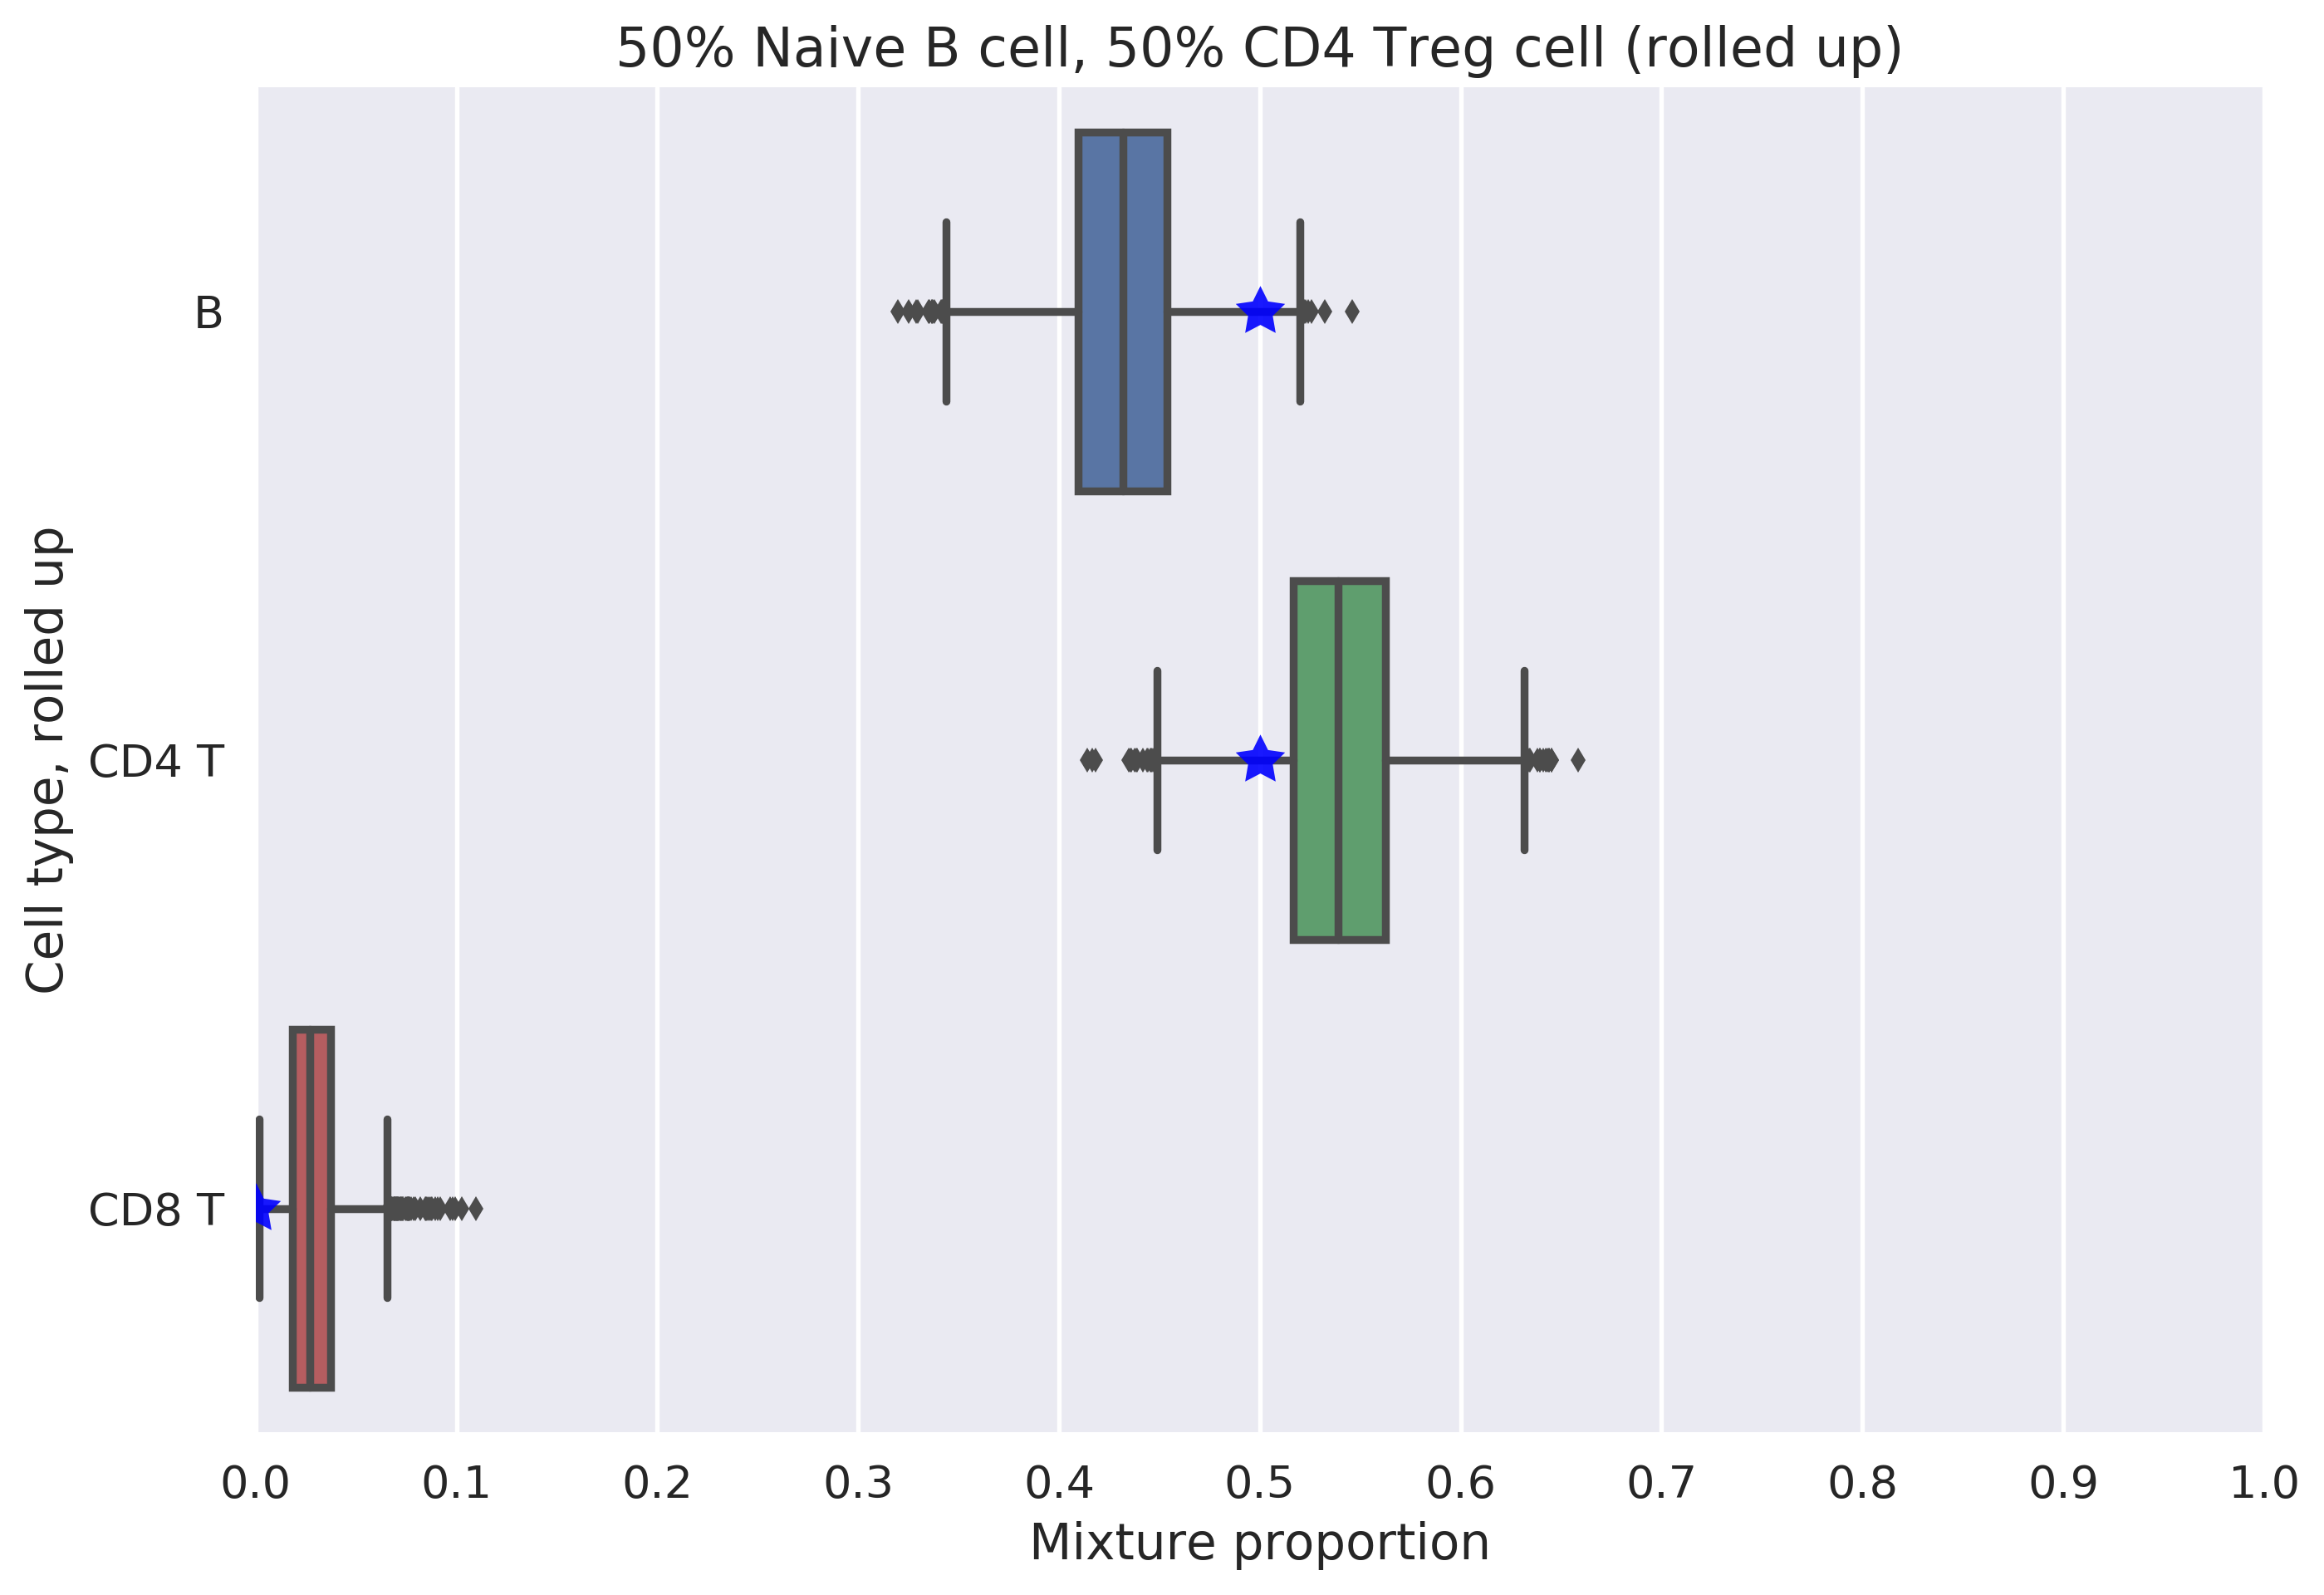 50% Naive B cell, 50% CD4 Treg cell (rolled up)
Cell type, rolled up
B
CD4 T
CD8 T
0.0 0.1 0.2 0.3 0.4 0.5 0.6 0.7 0.8 0.9 1.0
Mixture proportion